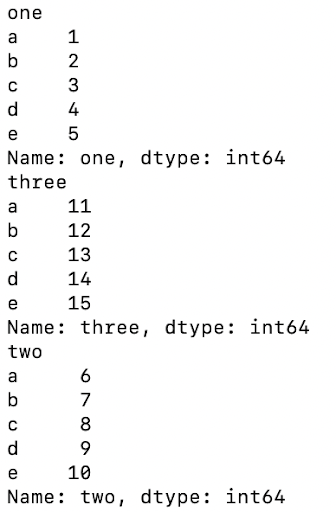 one
a    1
b    2
c    3
d    4
e    5
Name: one, dtype: int64
three
a    11
b    12
c    13
d    14
e    15
Name: three, dtype: int64
two
a     6
b     7
c     8
d     9
e    10
Name: two, dtype: int64